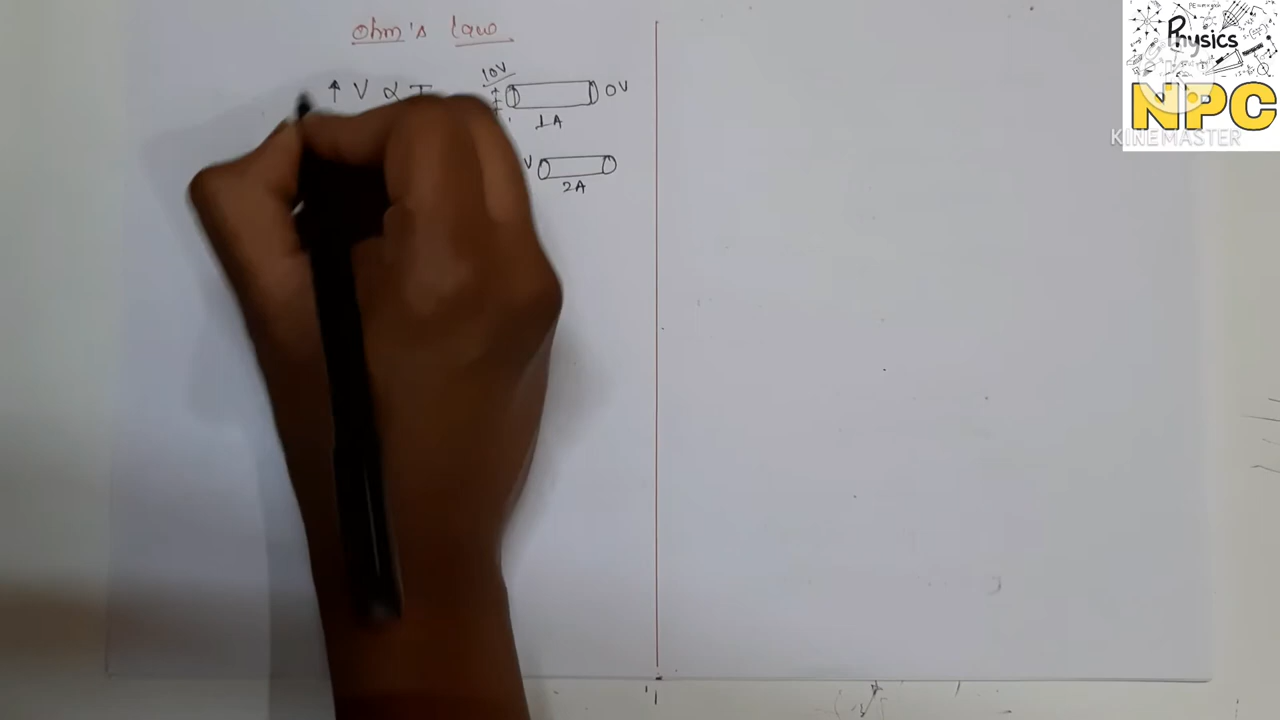 ohm's law
↑ V ∝ I
10V
0V
1A
V
2A
Physics
NPC
KINEMASTER